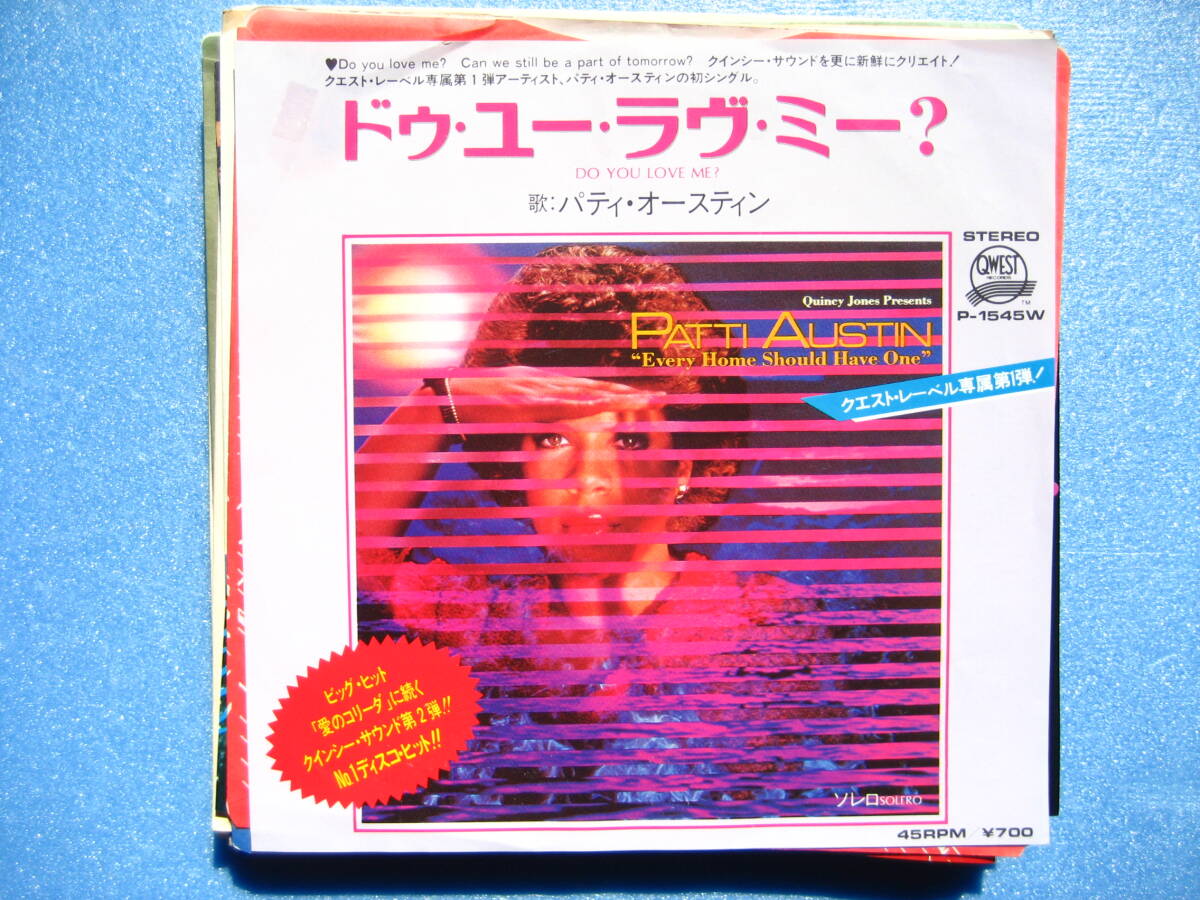 ♥Do you love me? Can we still be a part of tomorrow? クインシー・サウンドを更に新鮮にクリエイト!
クエスト・レーベル専属第1弾アーティスト、パティ・オースティンの初シングル。
ドゥ・ユー・ラヴ・ミー?
DO YOU LOVE ME?
歌:パティ・オースティン
STEREO
QWEST
RECORDS
TM
P-1545W
Quincy Jones Presents
PATTI AUSTIN
“Every Home Should Have One”
クエスト・レーベル専属第1弾!
ビッグ・ヒット
「愛のコリーダ」に続く
クインシー・サウンド第2弾!!
No.1ディスコ・ヒット!!
ソレロSOLERO
45RPM/¥700